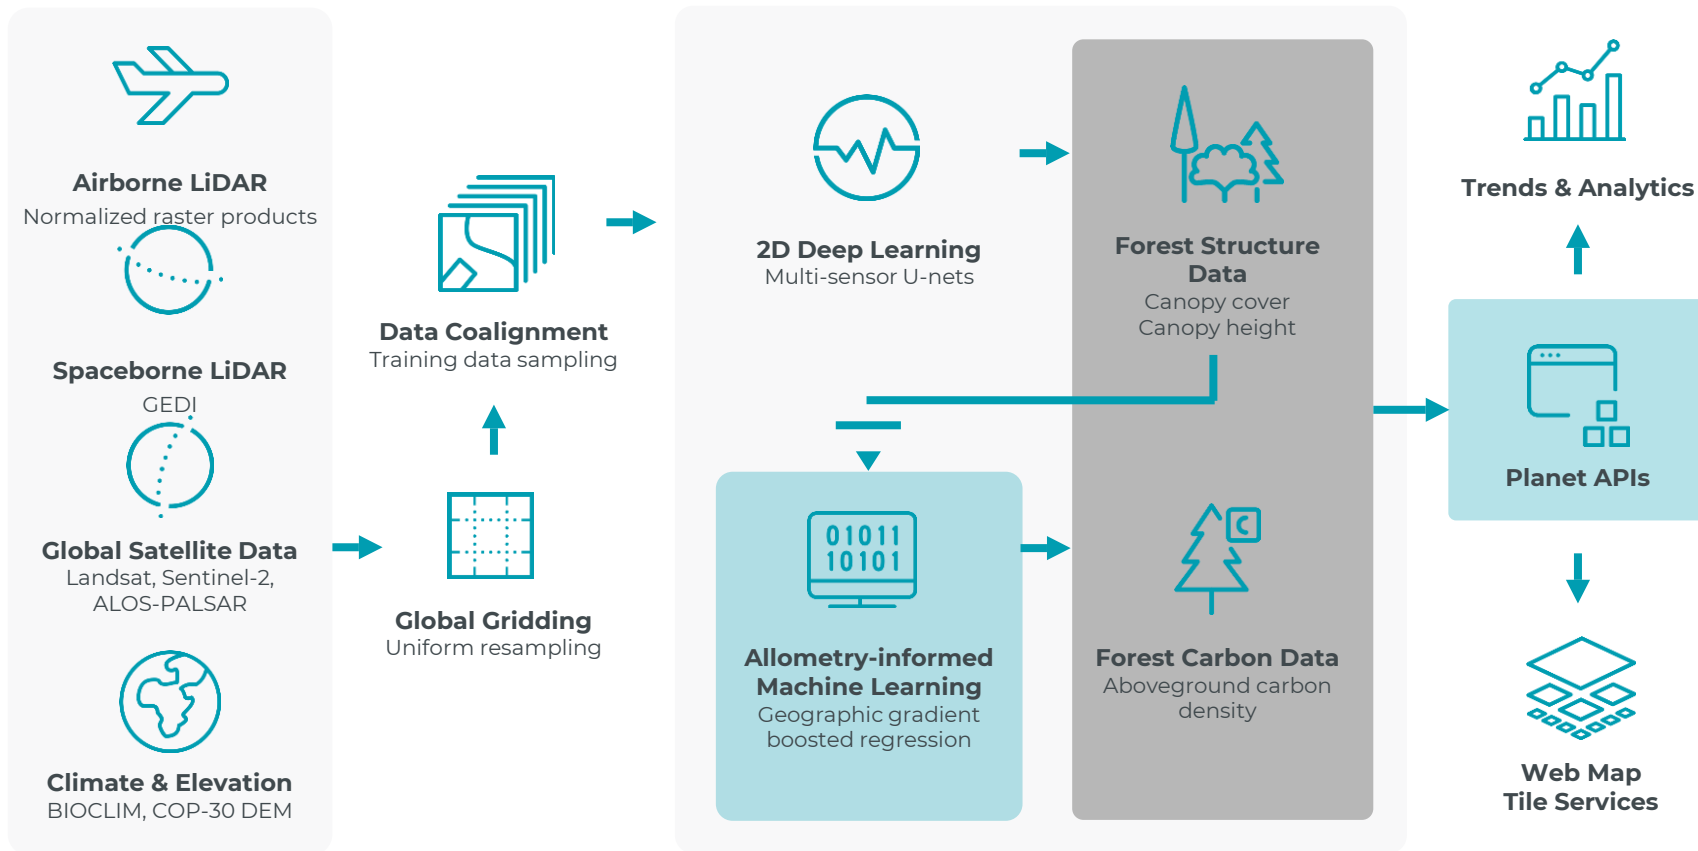 Airborne LiDAR
Normalized raster products
Spaceborne LiDAR
GEDI
Global Satellite Data
Landsat, Sentinel-2,
ALOS-PALSAR
Climate & Elevation
BIOCLIM, COP-30 DEM
Data Coalignment
Training data sampling
Global Gridding
Uniform resampling
2D Deep Learning
Multi-sensor U-nets
01011
10101
Allometry-informed
Machine Learning
Geographic gradient
boosted regression
Forest Structure
Data
Canopy cover
Canopy height
C
Forest Carbon Data
Aboveground carbon
density
Trends & Analytics
Planet APIs
Web Map
Tile Services